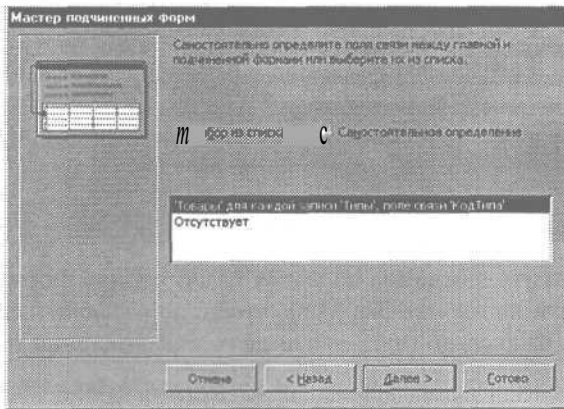 Мастер подчиненных форм
Самостоятельно определите поля связи между главной и
подчиненной формами или выберите их из списка.
m бор из списка c Самостоятельное определение
'Товары' для каждой записи 'Типы', поле связи 'КодТипа'
Отсутствует
Отмена < Назад Далее > Готово